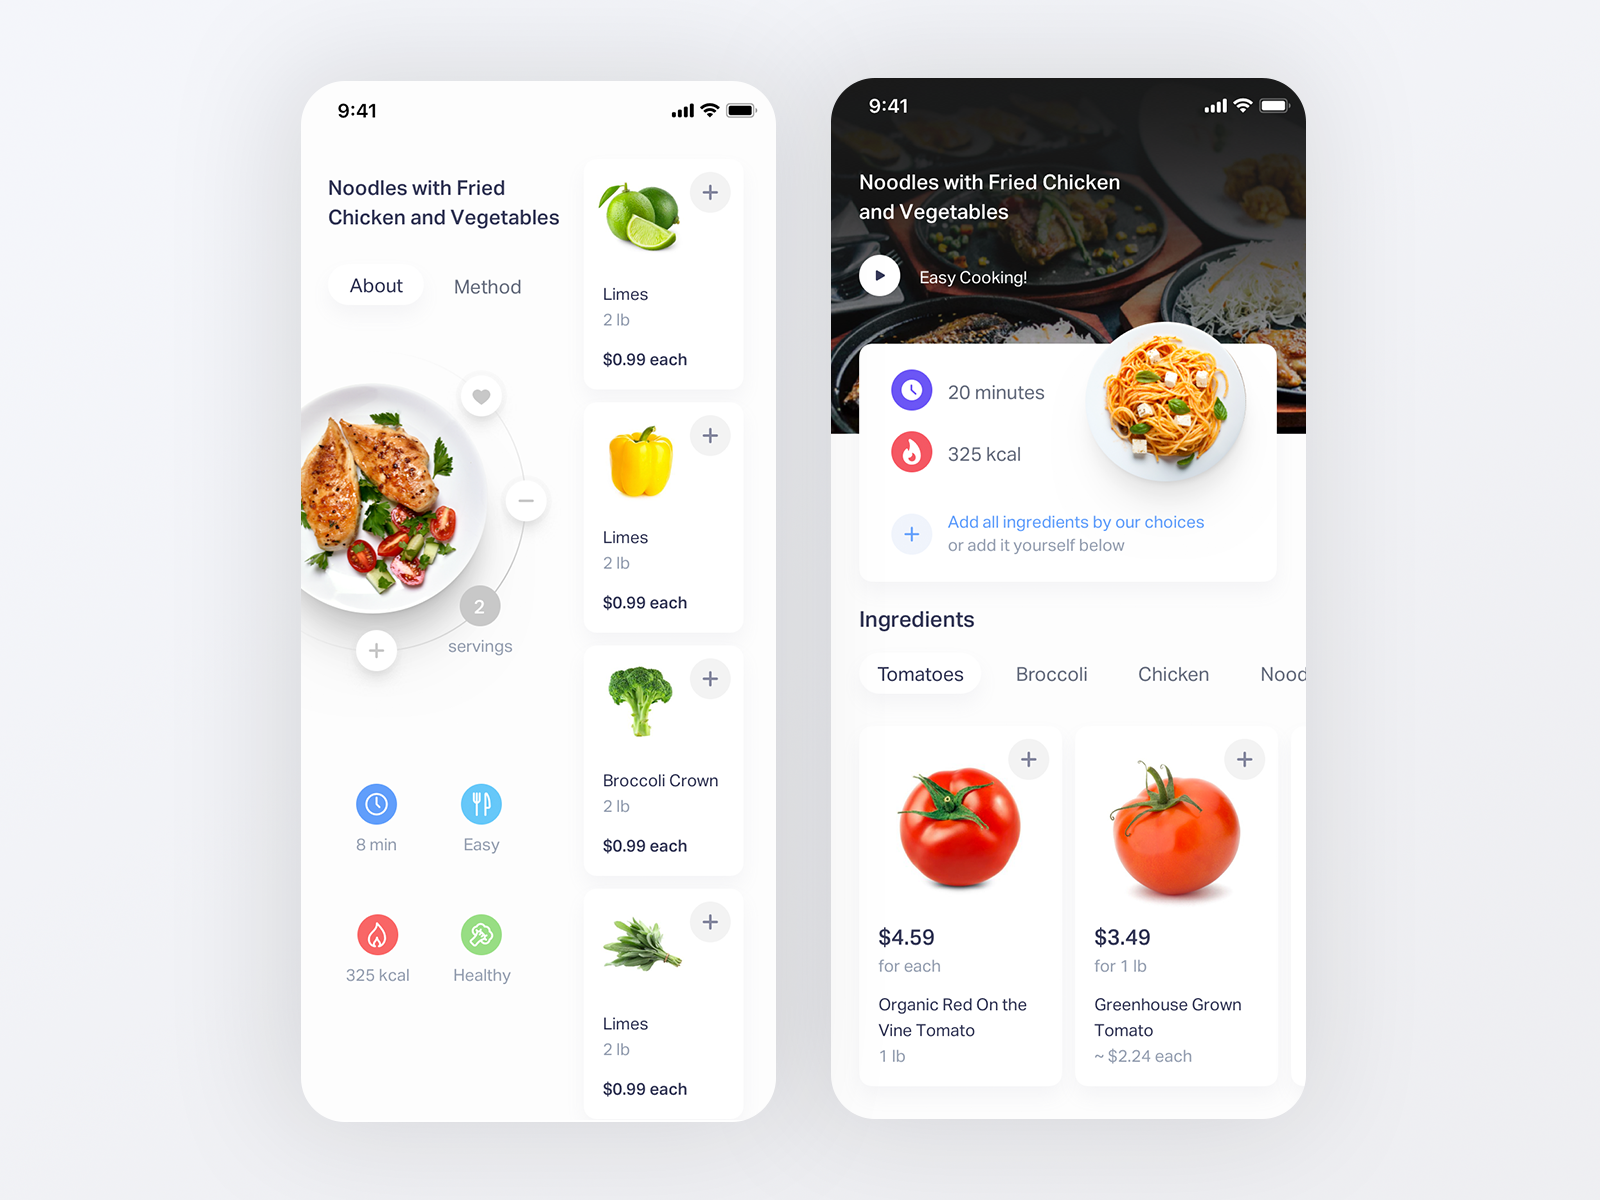 9:41
Noodles with Fried
Chicken and Vegetables
About
Method
2
servings
8 min
Easy
325 kcal
Healthy
Limes
2 lb
$0.99 each
Limes
2 lb
$0.99 each
Broccoli Crown
2 lb
$0.99 each
Limes
2 lb
$0.99 each
9:41
Noodles with Fried Chicken
and Vegetables
Easy Cooking!
20 minutes
325 kcal
Add all ingredients by our choices
or add it yourself below
Ingredients
Tomatoes
Broccoli
Chicken
Nood
$4.59
for each
Organic Red On the
Vine Tomato
1 lb
$3.49
for 1 lb
Greenhouse Grown
Tomato
~ $2.24 each